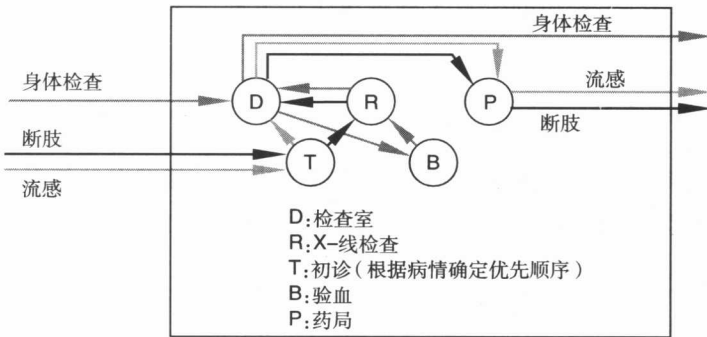 身体检查
流感
断肢
身体检查
断肢
流感
D
R
P
T
B
D:检查室
R:X-线检查
T:初诊(根据病情确定优先顺序)
B:验血
P:药局